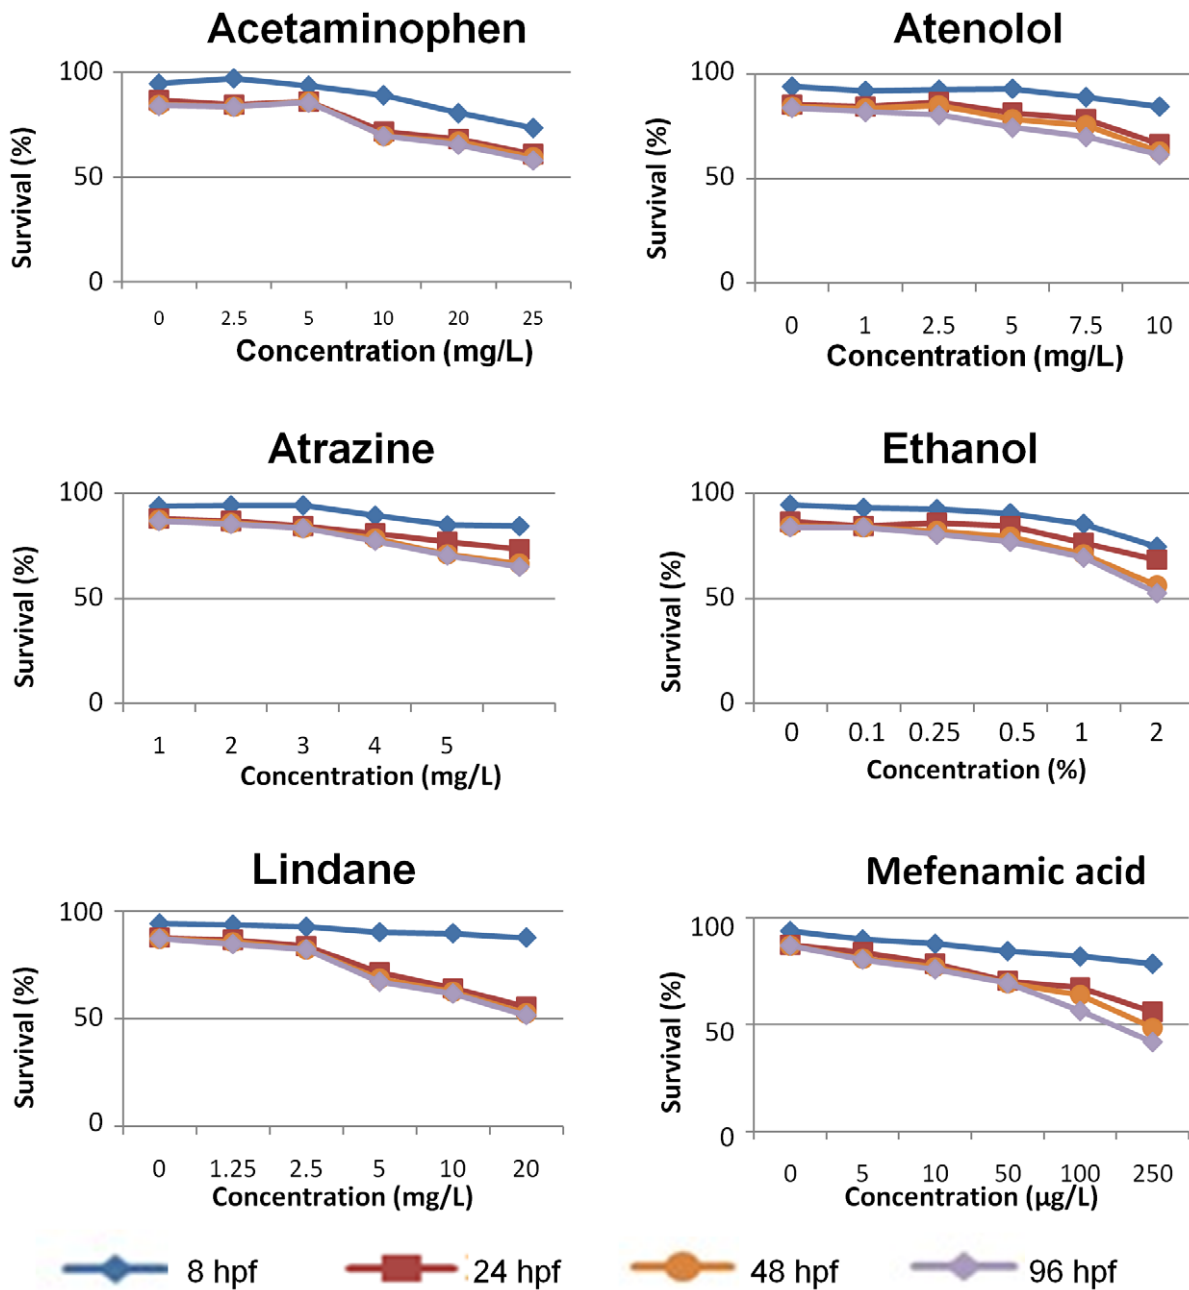 Acetaminophen
100
50
0
Survival (%)
0 2.5 5 10 20 25
Concentration (mg/L)
Atenolol
100
50
0
Survival (%)
0 1 2.5 5 7.5 10
Concentration (mg/L)
Atrazine
100
50
0
Survival (%)
1 2 3 4 5
Concentration (mg/L)
Ethanol
100
50
0
Survival (%)
0 0.1 0.25 0.5 1 2
Concentration (%)
Lindane
100
50
0
Survival (%)
0 1.25 2.5 5 10 20
Concentration (mg/L)
Mefenamic acid
100
50
0
Survival (%)
0 5 10 50 100 250
Concentration (µg/L)
8 hpf 24 hpf 48 hpf 96 hpf